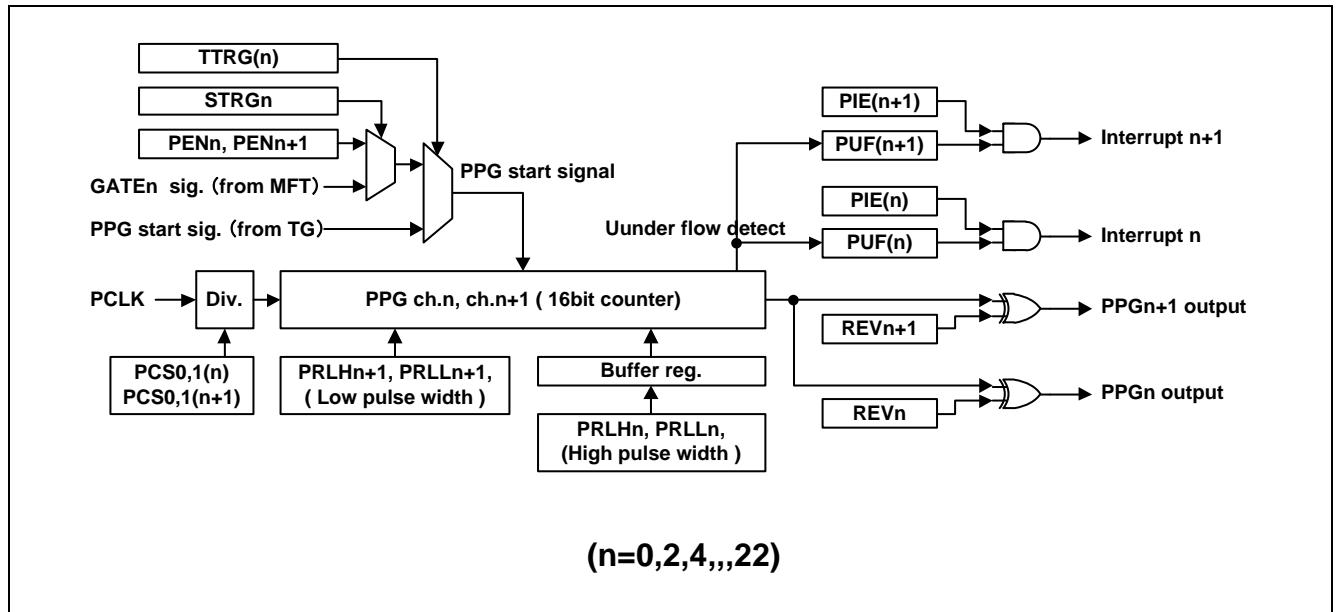 TTRG(n)
STRGn
PENn, PENn+1
GATEn sig.（from MFT）
PPG start sig.（from TG）
PPG start signal
PIE(n+1)
PUF(n+1)
Interrupt n+1
PIE(n)
Uunder flow detect
PUF(n)
Interrupt n
PCLK
Div.
PPG ch.n, ch.n+1 ( 16bit counter)
PPGn+1 output
REVn+1
PCS0,1(n)
PCS0,1(n+1)
PRLHn+1, PRLLn+1,
( Low pulse width )
Buffer reg.
PPGn output
REVn
PRLHn, PRLLn,
(High pulse width )
(n=0,2,4,,,22)